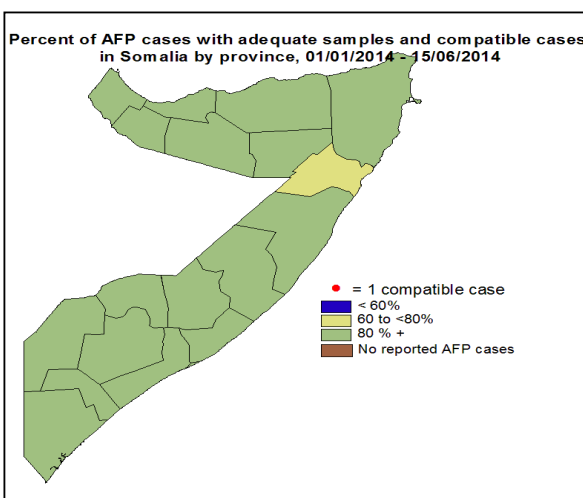 Percent of AFP cases with adequate samples and compatible cases
in Somalia by province, 01/01/2014 - 15/06/2014
= 1 compatible case
< 60%
60 to <80%
80 % +
No reported AFP cases